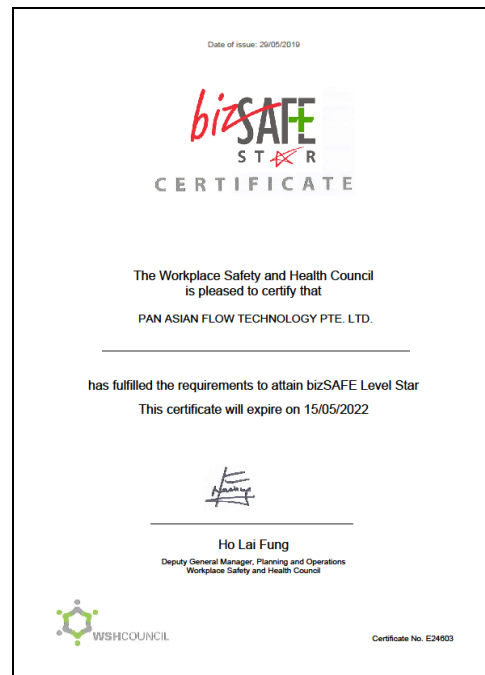 Date of issue: 29/05/2019
bizSAFE
STAR
CERTIFICATE
The Workplace Safety and Health Council
is pleased to certify that
PAN ASIAN FLOW TECHNOLOGY PTE. LTD.
has fulfilled the requirements to attain bizSAFE Level Star
This certificate will expire on 15/05/2022
Ho Lai Fung
Deputy General Manager, Planning and Operations
Workplace Safety and Health Council
WSHCOUNCIL
Certificate No. E24603